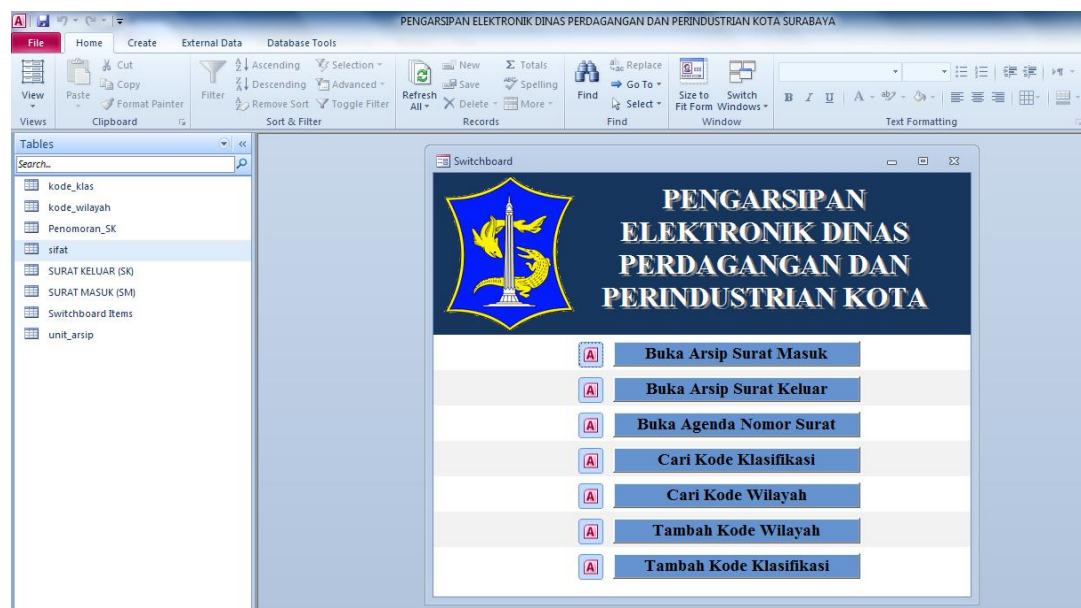 PENGARSIPAN ELEKTRONIK DINAS PERDAGANGAN DAN PERINDUSTRIAN KOTA SURABAYA
File Home Create External Data Database Tools
View
Views
Paste
Cut
Copy
Format Painter
Clipboard
Filter
Ascending
Descending
Remove Sort
Selection
Advanced
Toggle Filter
Sort & Filter
Refresh All
New
Save
Delete
Totals
Spelling
More
Records
Find
Replace
Go To
Select
Find
Size to Fit Form
Switch Windows
Window
B I U A
Text Formatting
Tables
Search...
kode_klas
kode_wilayah
Penomoran_SK
sifat
SURAT KELUAR (SK)
SURAT MASUK (SM)
Switchboard Items
unit_arsip
Switchboard
PENGARSIPAN
ELEKTRONIK DINAS
PERDAGANGAN DAN
PERINDUSTRIAN KOTA
Buka Arsip Surat Masuk
Buka Arsip Surat Keluar
Buka Agenda Nomor Surat
Cari Kode Klasifikasi
Cari Kode Wilayah
Tambah Kode Wilayah
Tambah Kode Klasifikasi